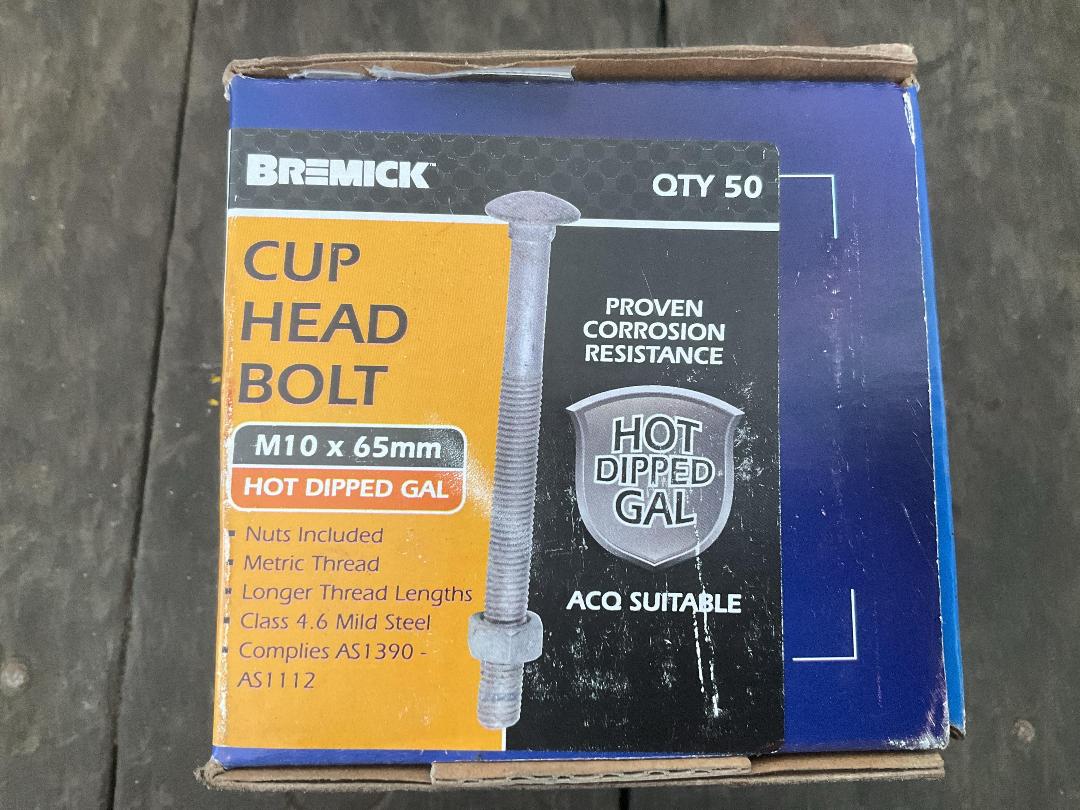 BREMICK™
QTY 50
CUP
HEAD
BOLT
M10 x 65mm
HOT DIPPED GAL
▪ Nuts Included
▪ Metric Thread
▪ Longer Thread Lengths
▪ Class 4.6 Mild Steel
▪ Complies AS1390 -
AS1112
PROVEN
CORROSION
RESISTANCE
HOT
DIPPED
GAL
ACQ SUITABLE